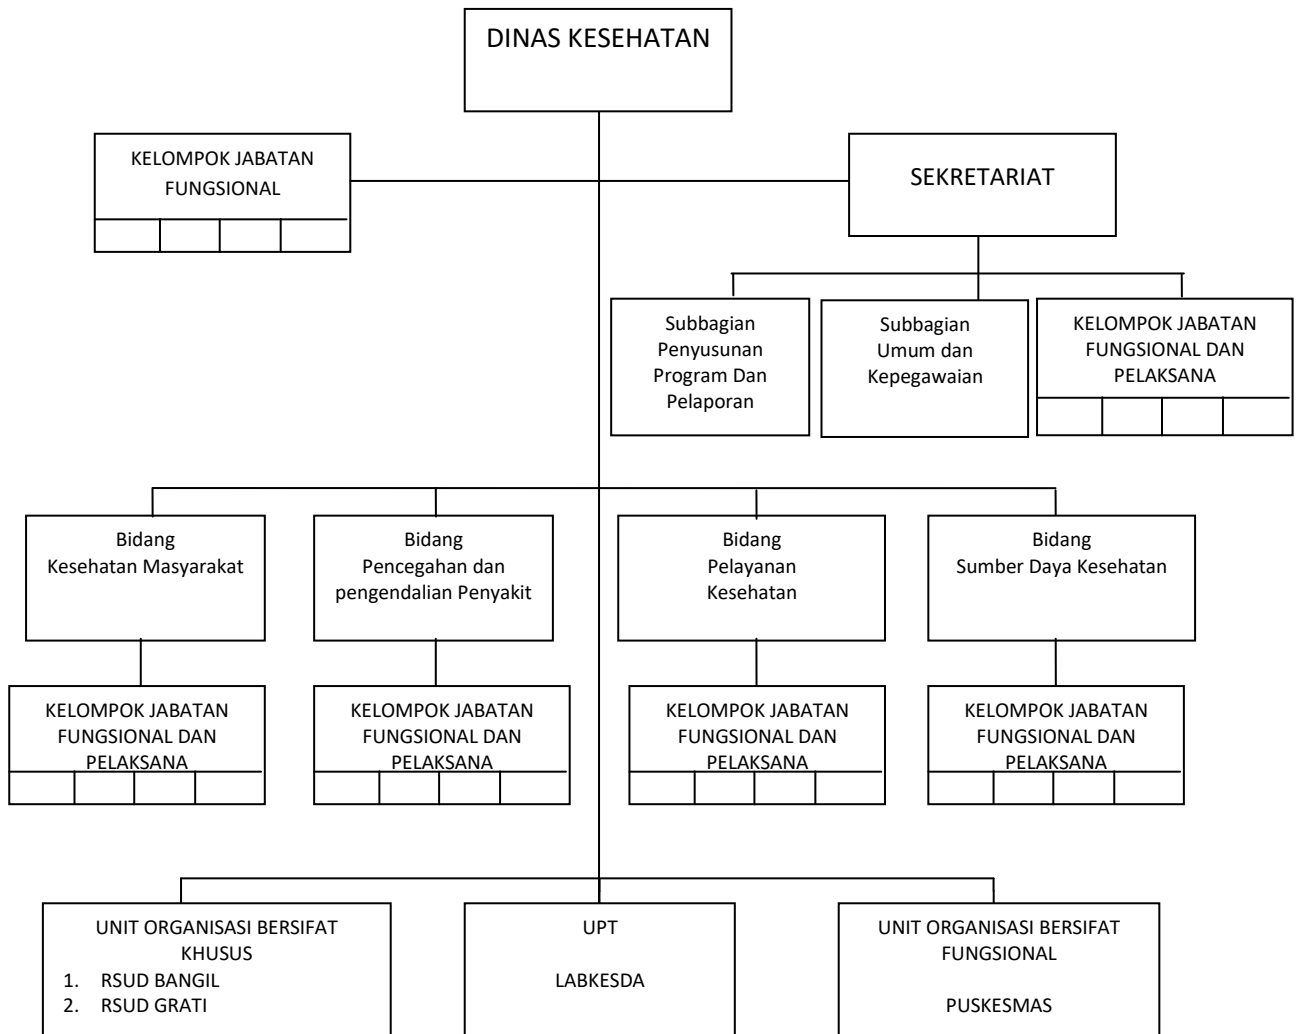 DINAS KESEHATAN
KELOMPOK JABATAN
FUNGSIONAL
SEKRETARIAT
Subbagian
Penyusunan
Program Dan
Pelaporan
Subbagian
Umum dan
Kepegawaian
KELOMPOK JABATAN
FUNGSIONAL DAN
PELAKSANA
Bidang
Kesehatan Masyarakat
Bidang
Pencegahan dan
pengendalian Penyakit
Bidang
Pelayanan
Kesehatan
Bidang
Sumber Daya Kesehatan
KELOMPOK JABATAN
FUNGSIONAL DAN
PELAKSANA
KELOMPOK JABATAN
FUNGSIONAL DAN
PELAKSANA
KELOMPOK JABATAN
FUNGSIONAL DAN
PELAKSANA
KELOMPOK JABATAN
FUNGSIONAL DAN
PELAKSANA
UNIT ORGANISASI BERSIFAT
KHUSUS
1. RSUD BANGIL
2. RSUD GRATI
UPT
LABKESDA
UNIT ORGANISASI BERSIFAT
FUNGSIONAL
PUSKESMAS